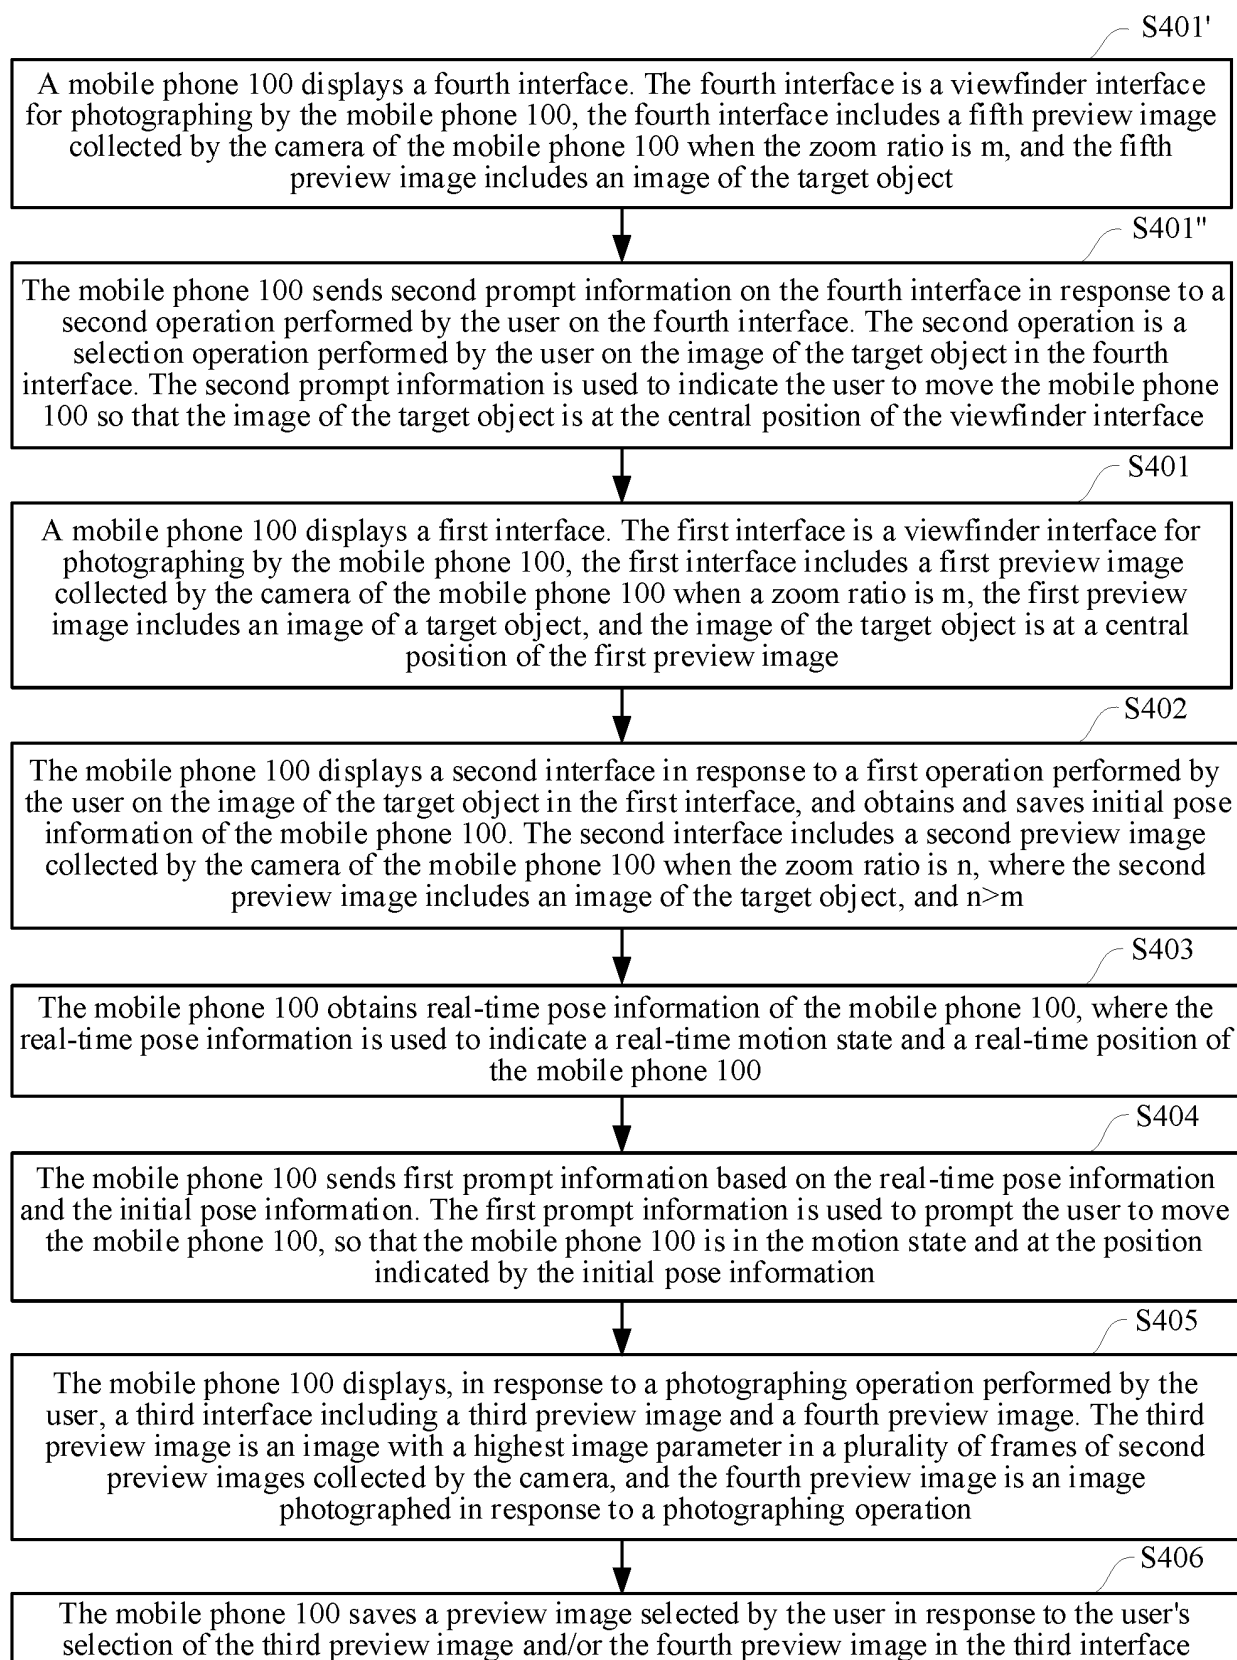 S401'
A mobile phone 100 displays a fourth interface. The fourth interface is a viewfinder interface
for photographing by the mobile phone 100, the fourth interface includes a fifth preview image
collected by the camera of the mobile phone 100 when the zoom ratio is m, and the fifth
preview image includes an image of the target object
S401"
The mobile phone 100 sends second prompt information on the fourth interface in response to a
second operation performed by the user on the fourth interface. The second operation is a
selection operation performed by the user on the image of the target object in the fourth
interface. The second prompt information is used to indicate the user to move the mobile phone
100 so that the image of the target object is at the central position of the viewfinder interface
S401
A mobile phone 100 displays a first interface. The first interface is a viewfinder interface for
photographing by the mobile phone 100, the first interface includes a first preview image
collected by the camera of the mobile phone 100 when a zoom ratio is m, the first preview
image includes an image of a target object, and the image of the target object is at a central
position of the first preview image
S402
The mobile phone 100 displays a second interface in response to a first operation performed by
the user on the image of the target object in the first interface, and obtains and saves initial pose
information of the mobile phone 100. The second interface includes a second preview image
collected by the camera of the mobile phone 100 when the zoom ratio is n, where the second
preview image includes an image of the target object, and n>m
S403
The mobile phone 100 obtains real-time pose information of the mobile phone 100, where the
real-time pose information is used to indicate a real-time motion state and a real-time position of
the mobile phone 100
S404
The mobile phone 100 sends first prompt information based on the real-time pose information
and the initial pose information. The first prompt information is used to prompt the user to move
the mobile phone 100, so that the mobile phone 100 is in the motion state and at the position
indicated by the initial pose information
S405
The mobile phone 100 displays, in response to a photographing operation performed by the
user, a third interface including a third preview image and a fourth preview image. The third
preview image is an image with a highest image parameter in a plurality of frames of second
preview images collected by the camera, and the fourth preview image is an image
photographed in response to a photographing operation
S406
The mobile phone 100 saves a preview image selected by the user in response to the user's
selection of the third preview image and/or the fourth preview image in the third interface